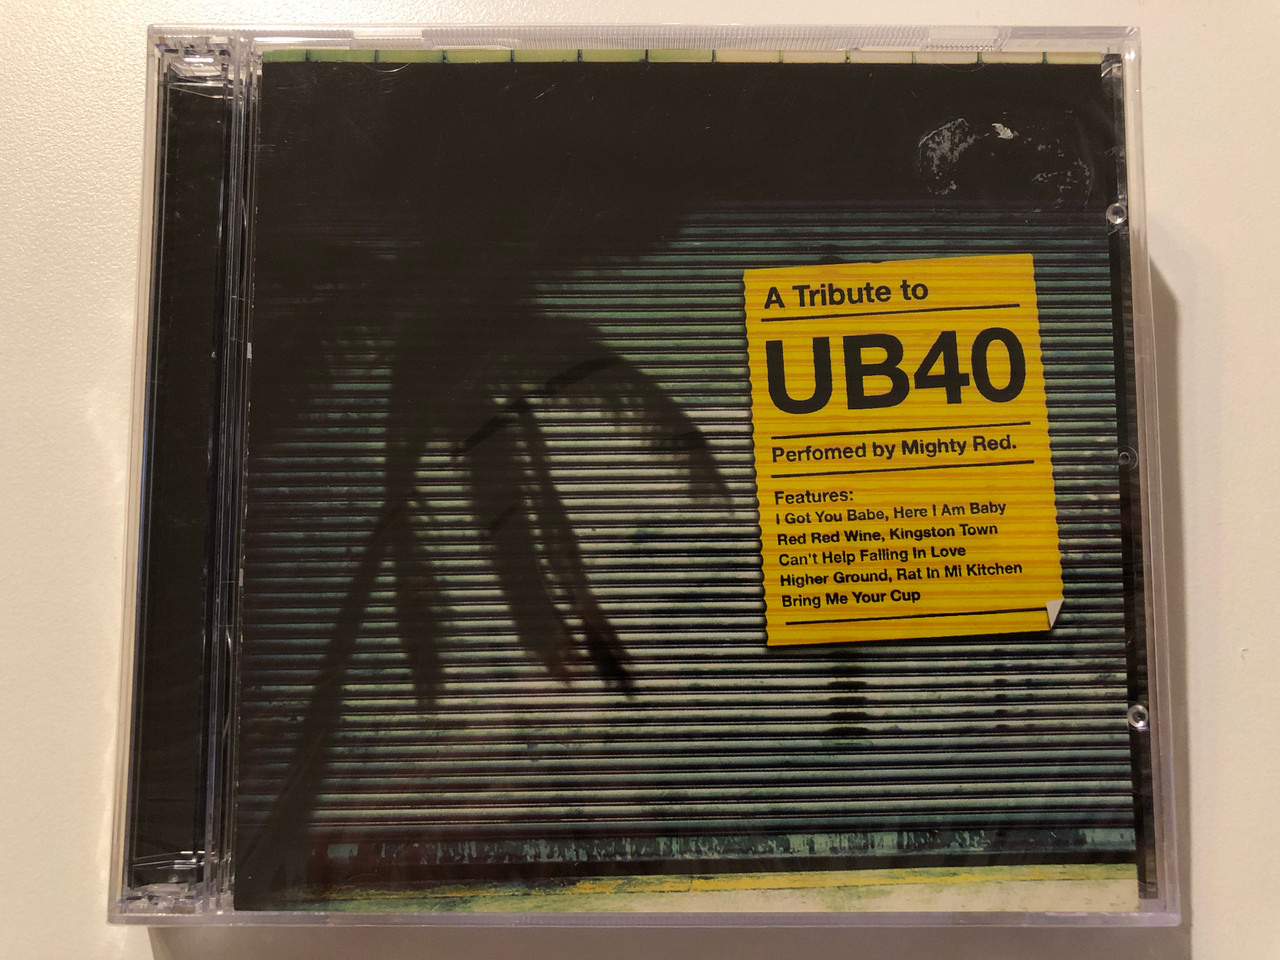 A Tribute to
UB40
Perfomed by Mighty Red.
Features:
I Got You Babe, Here I Am Baby
Red Red Wine, Kingston Town
Can't Help Falling In Love
Higher Ground, Rat In Mi Kitchen
Bring Me Your Cup